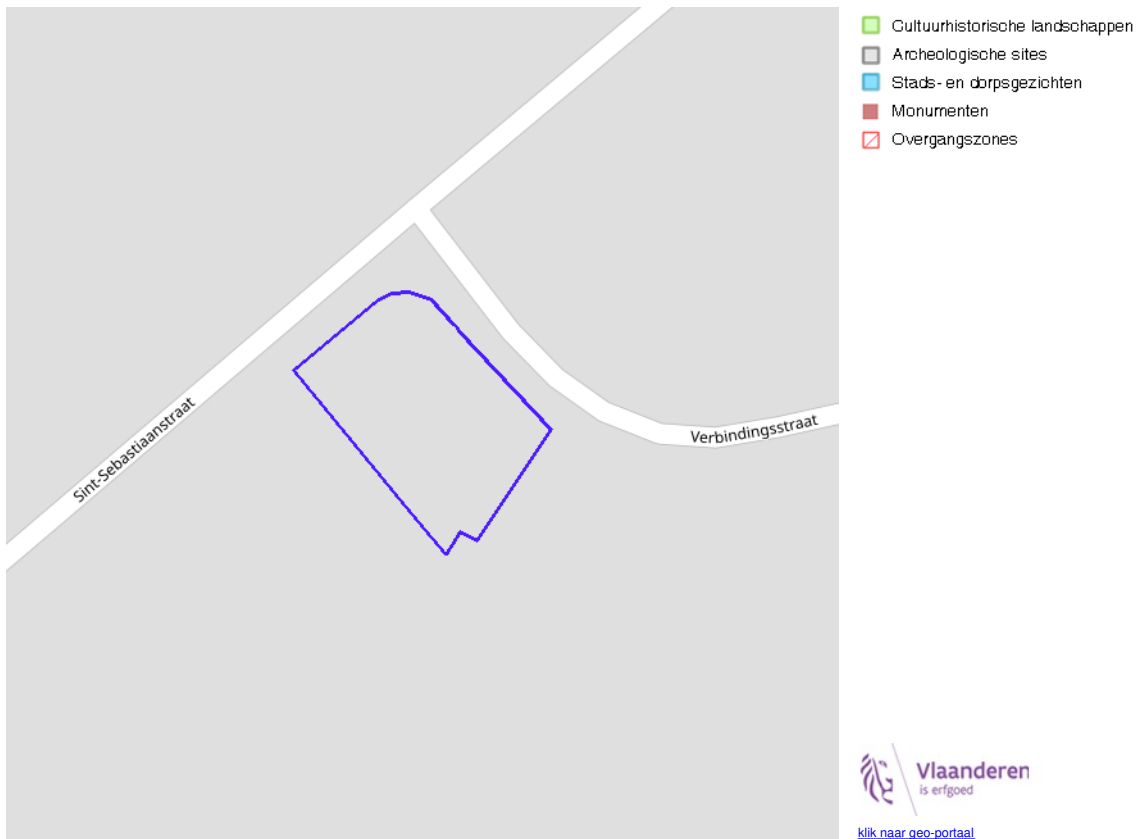 Cultuurhistorische landschappen
Archeologische sites
Stads- en dorpsgezichten
Monumenten
Overgangszones
Sint-Sebastiaanstraat
Verbindingsstraat
Vlaanderen
is erfgoed
klik naar geo-portaal